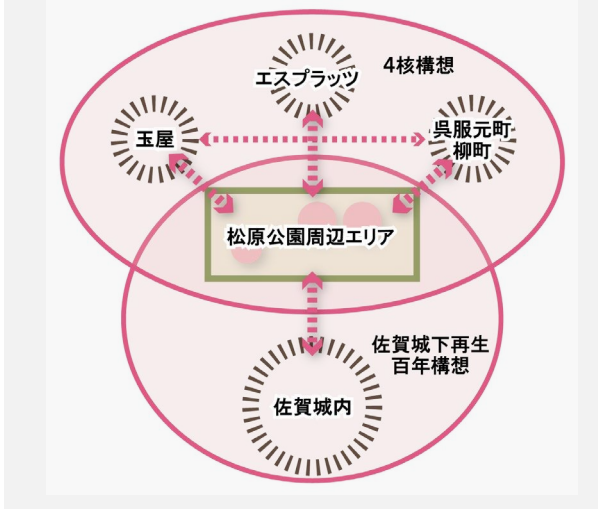 4核構想
エスプラッツ
玉屋
呉服元町
柳町
松原公園周辺エリア
佐賀城下再生
百年構想
佐賀城内